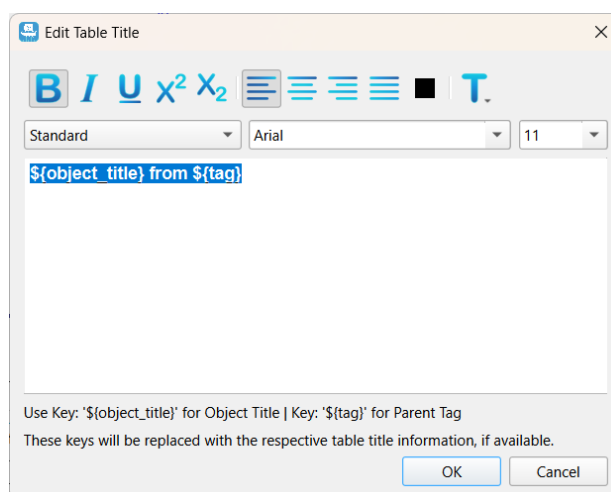 Edit Table Title
B I U X² X₂ T
Standard Arial 11
${object_title} from ${tag}
Use Key: '${object_title}' for Object Title | Key: '${tag}' for Parent Tag
These keys will be replaced with the respective table title information, if available.
OK Cancel